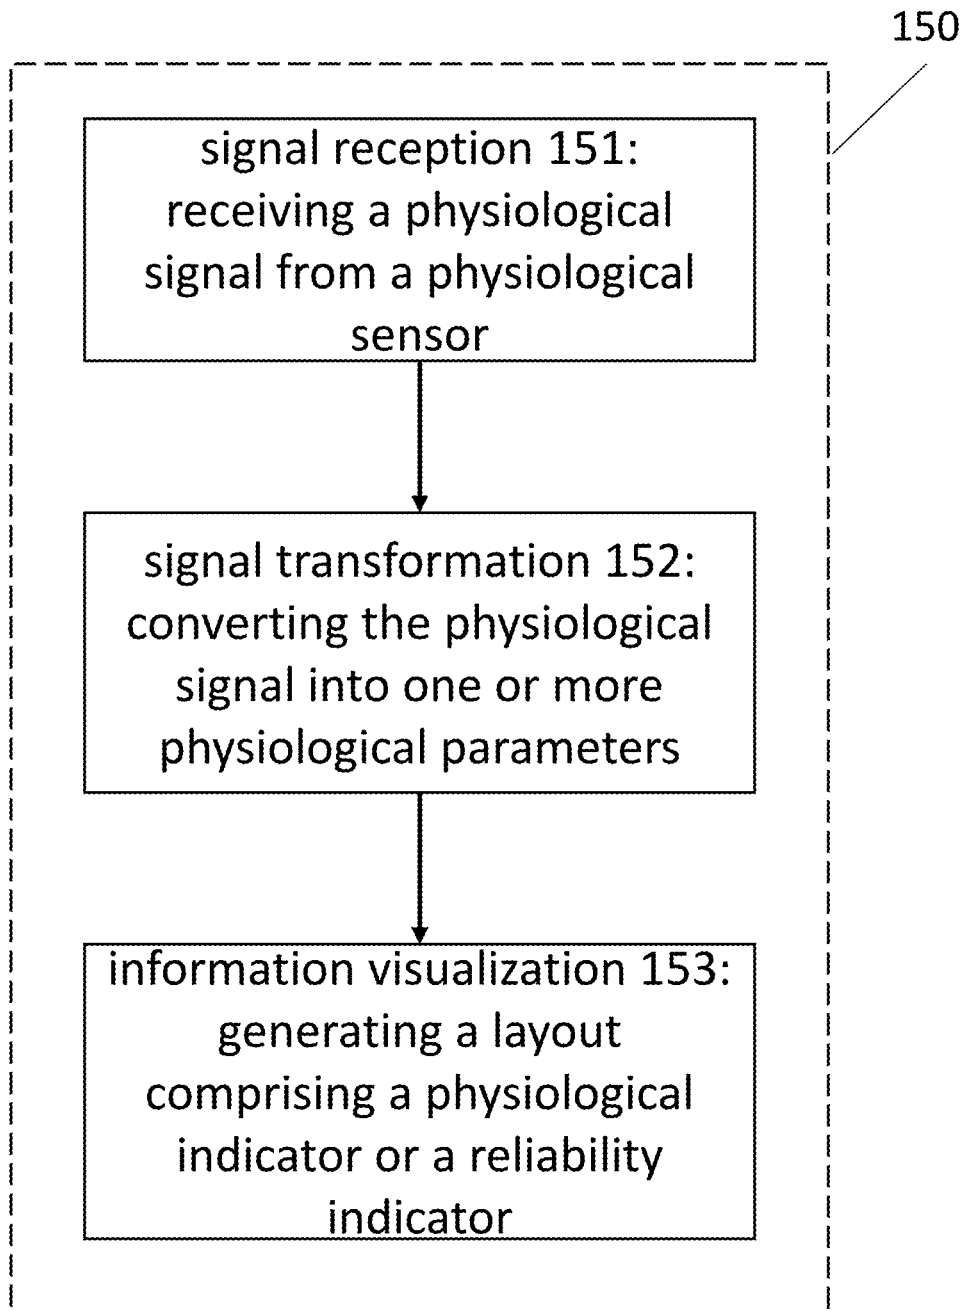 150
signal reception 151:
receiving a physiological
signal from a physiological
sensor
signal transformation 152:
converting the physiological
signal into one or more
physiological parameters
information visualization 153:
generating a layout
comprising a physiological
indicator or a reliability
indicator